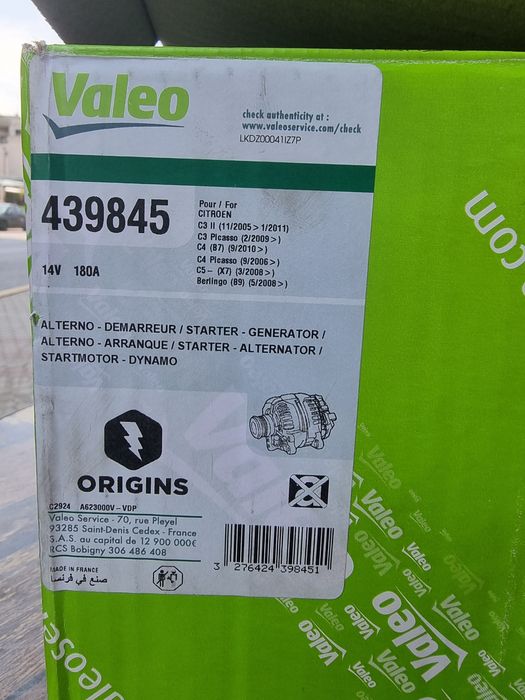 Valeo
check authenticity at :
www.valeoservice.com/check
LKDZ00041IZ7P
439845
14V 180A
Pour / For
CITROEN
C3 II (11/2005 > 1/2011)
C3 Picasso (2/2009 >)
C4 (B7) (9/2010 >)
C4 Picasso (9/2006 >)
C5- (X7) (3/2008 >)
Berlingo (B9) (5/2008 >)
ALTERNO - DEMARREUR / STARTER - GENERATOR /
ALTERNO - ARRANQUE / STARTER - ALTERNATOR /
STARTMOTOR - DYNAMO
ORIGINS
C2924 A623000V - VDP
Valeo Service - 70, rue Pleyel
93285 Saint-Denis Cedex - France
S.A.S. au capital de 12 900 000€
RCS Bobigny 306 486 408
MADE IN FRANCE
صنع في فرنسا
3 276424 398451
.com
Valeo
Valeo
Valeo
Valeo
Valeo
valeoser